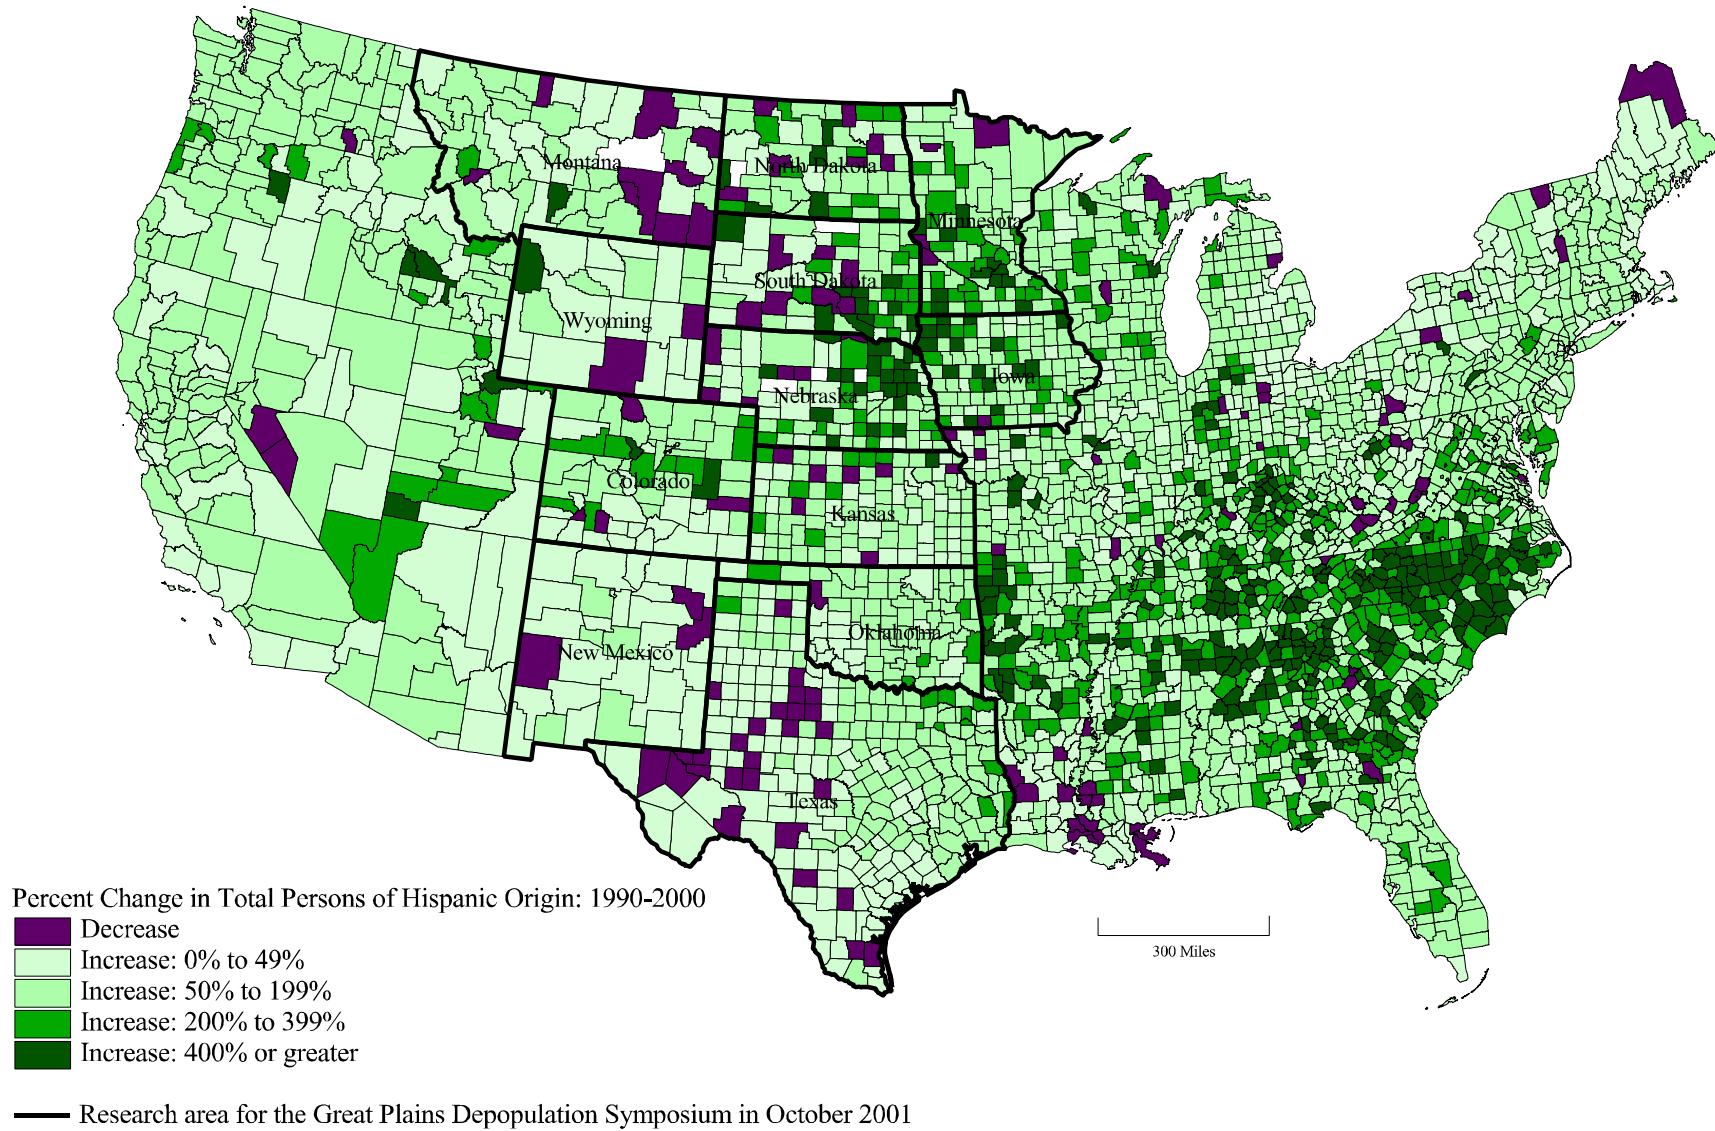 Montana
North Dakota
Minnesota
South Dakota
Wyoming
Iowa
Nebraska
Colorado
Kansas
Oklahoma
New Mexico
Texas
Percent Change in Total Persons of Hispanic Origin: 1990-2000
Decrease
Increase: 0% to 49%
Increase: 50% to 199%
Increase: 200% to 399%
Increase: 400% or greater
300 Miles
Research area for the Great Plains Depopulation Symposium in October 2001